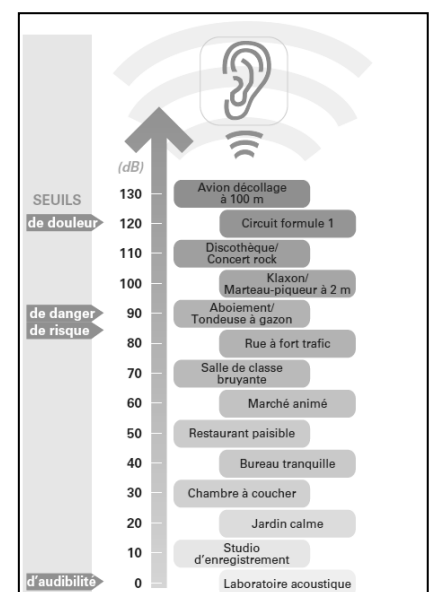 (dB)
SEUILS
130
Avion décollage
à 100 m
de douleur
120
Circuit formule 1
110
Discothèque/
Concert rock
100
Klaxon/
Marteau-piqueur à 2 m
de danger
90
Aboiement/
Tondeuse à gazon
de risque
80
Rue à fort trafic
70
Salle de classe
bruyante
60
Marché animé
50
Restaurant paisible
40
Bureau tranquille
30
Chambre à coucher
20
Jardin calme
10
Studio
d'enregistrement
d'audibilité
0
Laboratoire acoustique